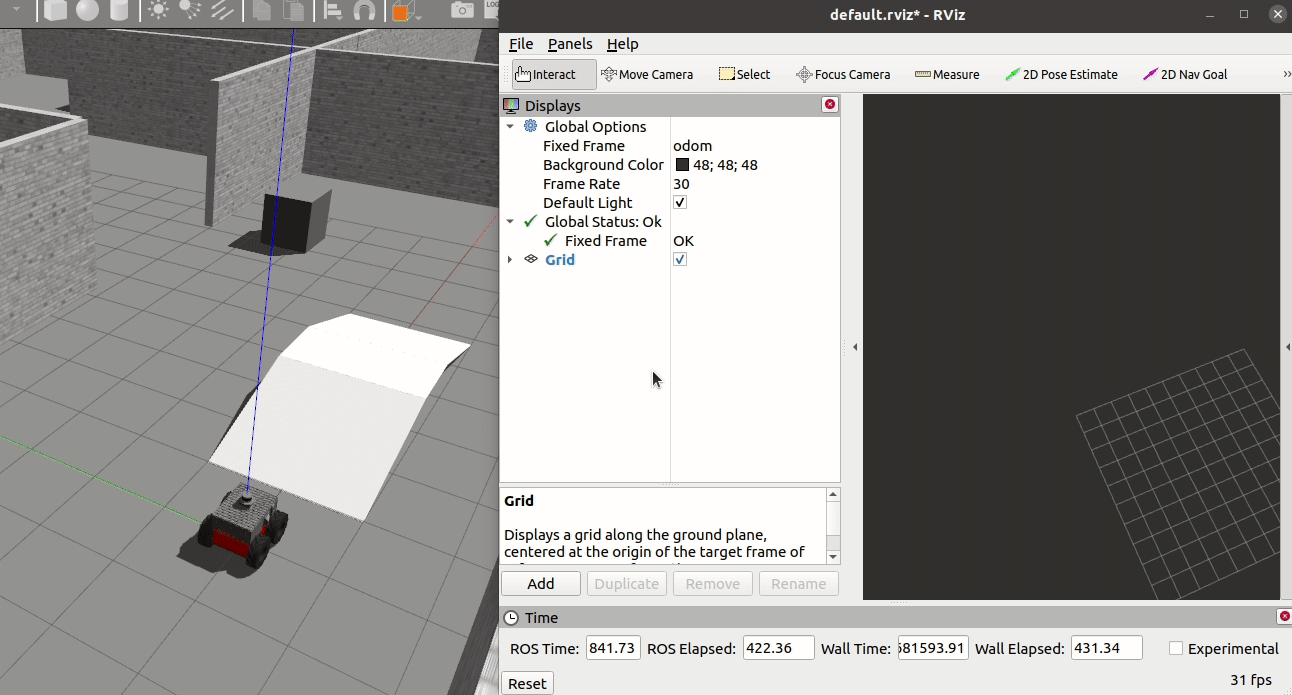 LOG
default.rviz* - RViz
File Panels Help
Interact Move Camera Select Focus Camera Measure 2D Pose Estimate 2D Nav Goal »
Displays
Global Options
Fixed Frame odom
Background Color 48; 48; 48
Frame Rate 30
Default Light
Global Status: Ok
Fixed Frame OK
Grid
Grid
Displays a grid along the ground plane,
centered at the origin of the target frame of
Add Duplicate Remove Rename
Time
ROS Time: 841.73 ROS Elapsed: 422.36 Wall Time: 581593.91 Wall Elapsed: 431.34 Experimental
Reset 31 fps